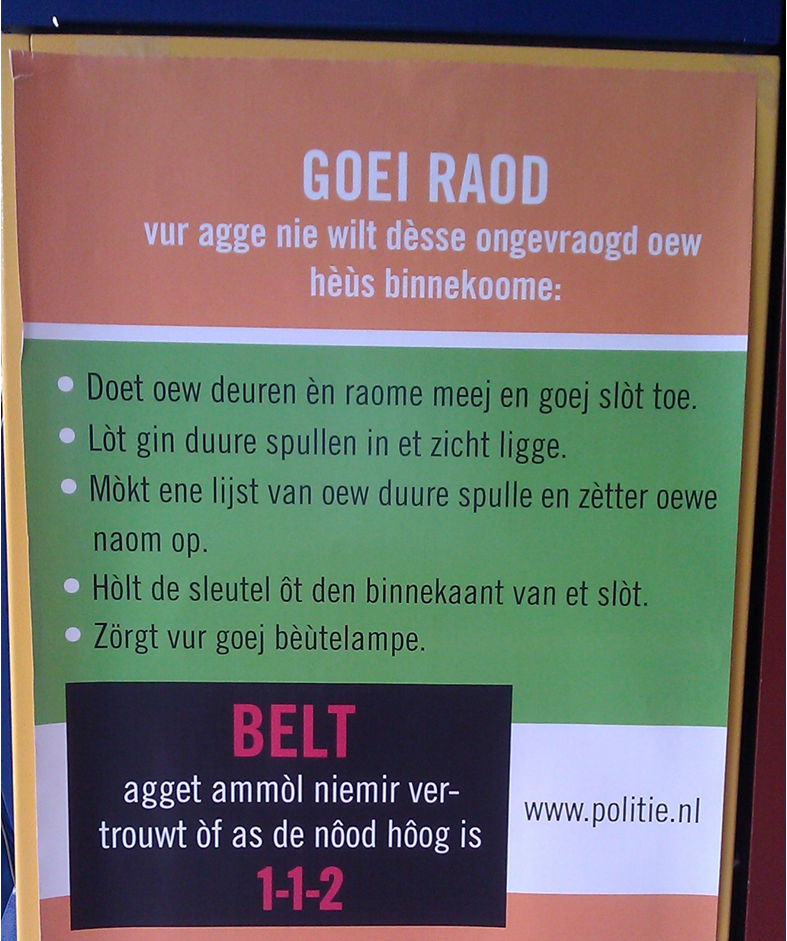 GOEI RAOD
vur agge nie wilt dèsse ongevraogd oew
hèùs binnekoome:
• Doet oew deuren èn raome meej en goej slòt toe.
• Lòt gin duure spullen in et zicht ligge.
• Mòkt ene lijst van oew duure spulle en zètter oewe
naom op.
• Hòlt de sleutel ôt den binnekaant van et slòt.
• Zörgt vur goej bèùtelampe.
BELT
agget ammòl niemir ver-
trouwt òf as de nôod hôog is
1-1-2
www.politie.nl